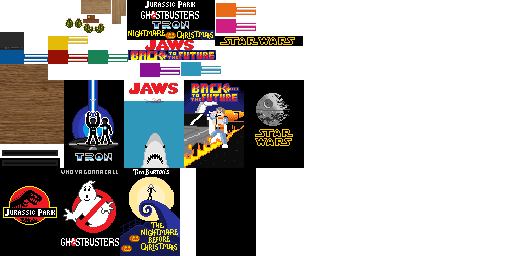 JURASSIC PARK
GHOSTBUSTERS
TRON
NIGHTMARE CHRISTMAS
STAR WARS
JAWS
BACK TO THE FUTURE
TRON
JAWS
BACK
TO THE
FUTURE
STAR
WARS
JURASSIC PARK
WHO YA GONNA CALL
GHOSTBUSTERS
TIM BURTON'S
THE
NIGHTMARE
BEFORE
CHRISTMAS